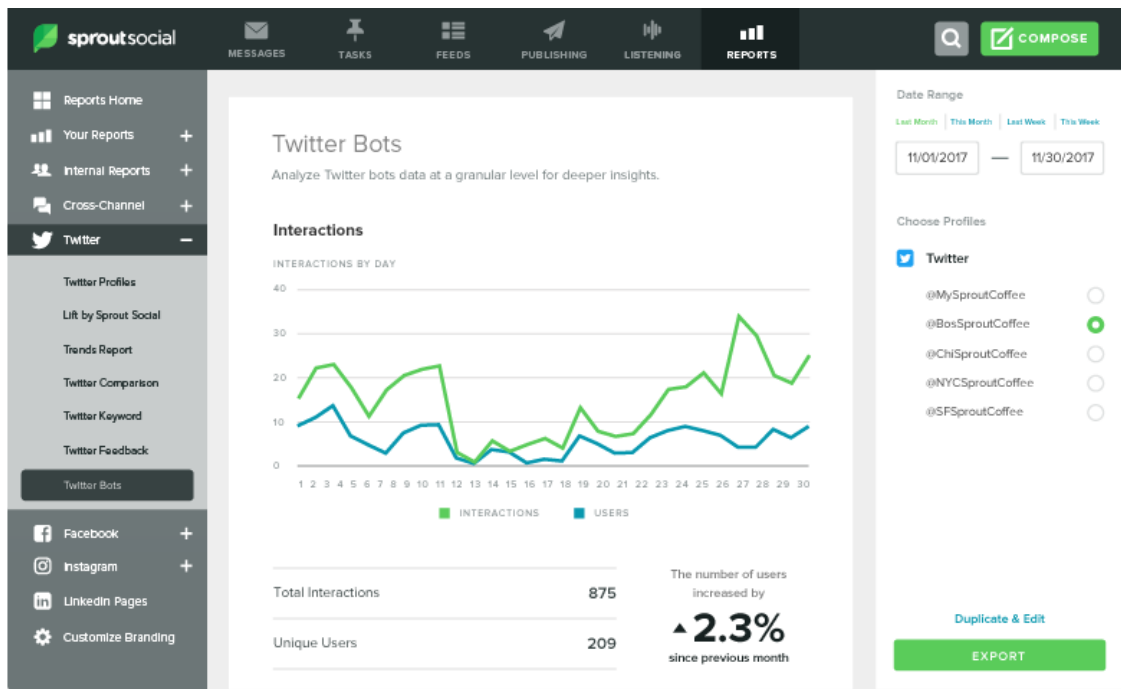 sproutsocial
MESSAGES TASKS FEEDS PUBLISHING LISTENING REPORTS
COMPOSE
Reports Home
Your Reports
Internal Reports
Cross-Channel
Twitter
Twitter Profiles
Lift by Sprout Social
Trends Report
Twitter Comparison
Twitter Keyword
Twitter Feedback
Twitter Bots
Facebook
Instagram
LinkedIn Pages
Customize Branding
Twitter Bots
Analyze Twitter bots data at a granular level for deeper insights.
Interactions
INTERACTIONS BY DAY
40
30
20
10
0
1 2 3 4 5 6 7 8 9 10 11 12 13 14 15 16 17 18 19 20 21 22 23 24 25 26 27 28 29 30
INTERACTIONS USERS
Total Interactions 875
Unique Users 209
The number of users
increased by
2.3%
since previous month
Date Range
Last Month This Month Last Week This Week
11/01/2017 — 11/30/2017
Choose Profiles
Twitter
@MySproutCoffee
@BosSproutCoffee
@ChiSproutCoffee
@NYCSproutCoffee
@SFSproutCoffee
Duplicate & Edit
EXPORT